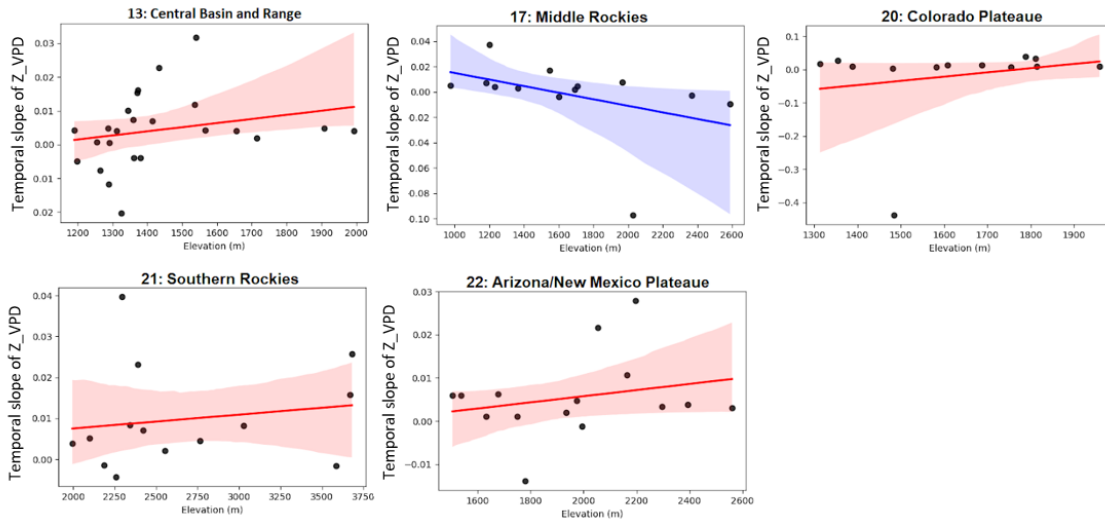 13: Central Basin and Range
Temporal slope of Z_VPD
0.03
0.02
0.01
0.00
0.01
0.02
1200 1300 1400 1500 1600 1700 1800 1900 2000
Elevation (m)
17: Middle Rockies
Temporal slope of Z_VPD
0.04
0.02
0.00
0.02
0.04
0.06
0.08
0.10
1000 1200 1400 1600 1800 2000 2200 2400 2600
Elevation (m)
20: Colorado Plateaue
Temporal slope of Z_VPD
0.1
0.0
−0.1
−0.2
−0.3
−0.4
1300 1400 1500 1600 1700 1800 1900
Elevation (m)
21: Southern Rockies
Temporal slope of Z_VPD
0.04
0.03
0.02
0.01
0.00
2000 2250 2500 2750 3000 3250 3500 3750
Elevation (m)
22: Arizona/New Mexico Plateaue
Temporal slope of Z_VPD
0.03
0.02
0.01
0.00
−0.01
1600 1800 2000 2200 2400 2600
Elevation (m)